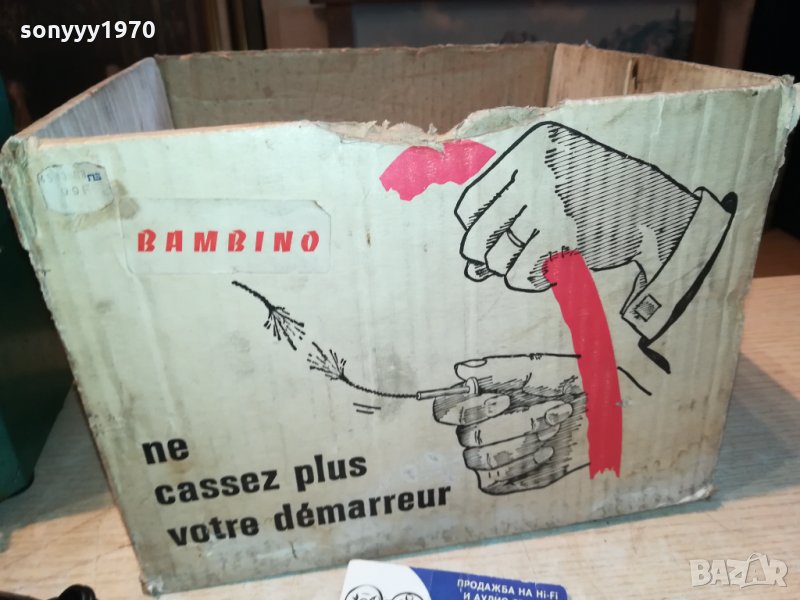 sonyyy1970
BAMBINO
ne
cassez plus
votre démarreur
ПРОДАЖБА НА Hi-Fi
BAZAR